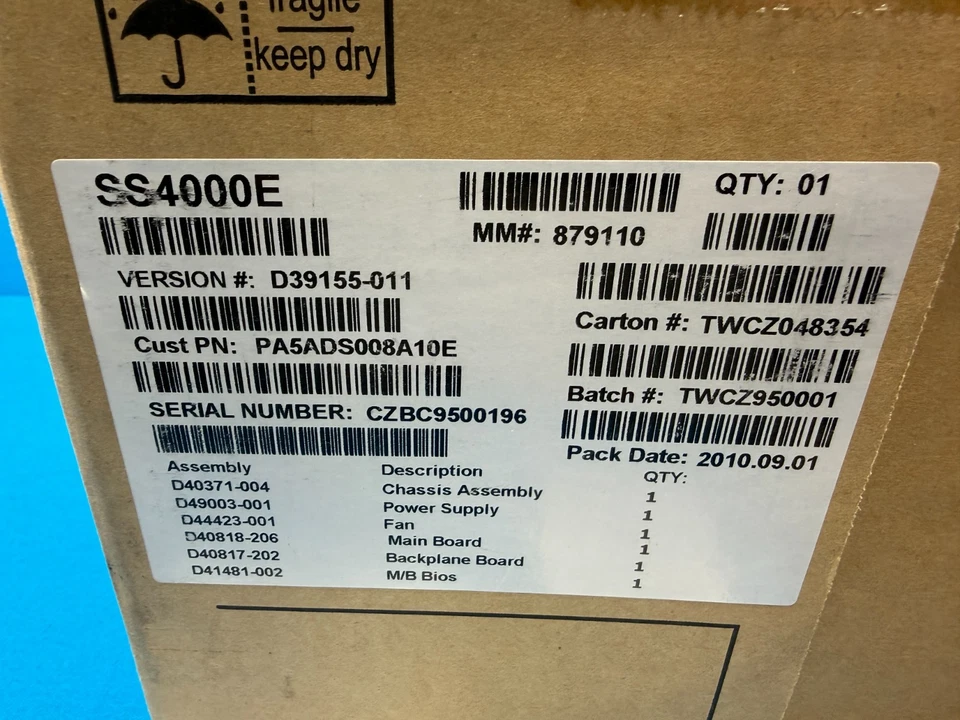 fragile
keep dry
SS4000E
MM#: 879110
QTY: 01
VERSION #: D39155-011
Carton #: TWCZ048354
Cust PN: PA5ADS008A10E
Batch #: TWCZ950001
SERIAL NUMBER: CZBC9500196
Pack Date: 2010.09.01
Assembly Description QTY:
D40371-004 Chassis Assembly 1
D49003-001 Power Supply 1
D44423-001 Fan 1
D40818-206 Main Board 1
D40817-202 Backplane Board 1
D41481-002 M/B Bios 1